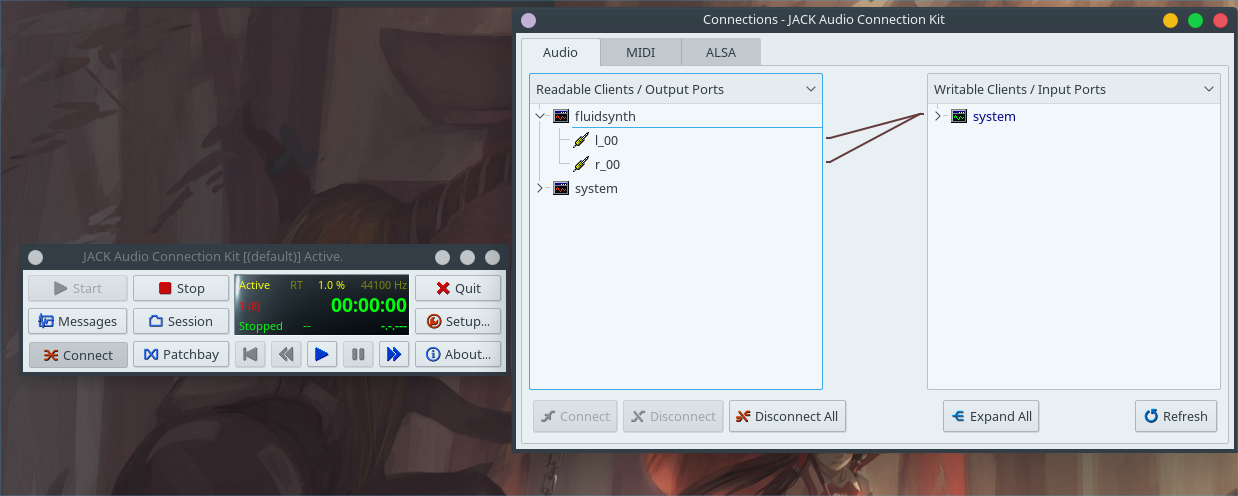 Connections - JACK Audio Connection Kit
Audio MIDI ALSA
Readable Clients / Output Ports
fluidsynth
l_00
r_00
system
Writable Clients / Input Ports
system
Connect Disconnect Disconnect All Expand All Refresh
JACK Audio Connection Kit [(default)] Active.
Start Stop
Active RT 1.0 % 44100 Hz
00:00:00
Stopped -- -.-.---
Quit
Messages Session Setup...
Connect Patchbay About...